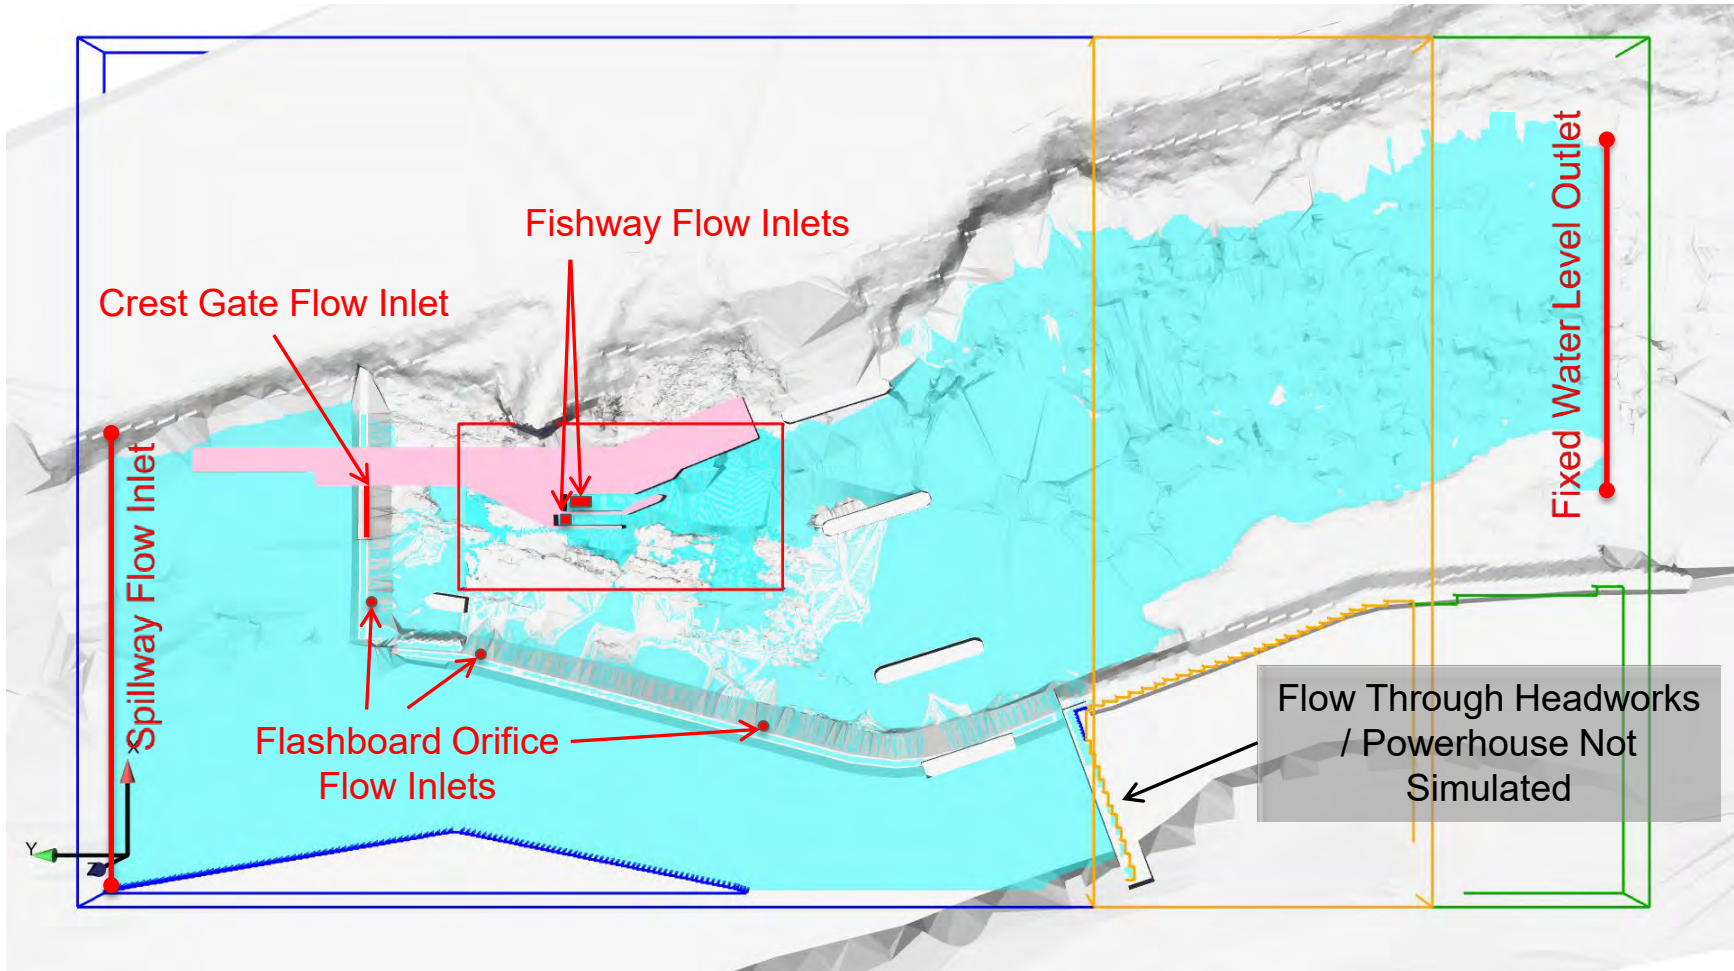 Fishway Flow Inlets
Crest Gate Flow Inlet
Fixed Water Level Outlet
Spillway Flow Inlet
Flashboard Orifice
Flow Inlets
Flow Through Headworks
/ Powerhouse Not
Simulated
X
Y
Z